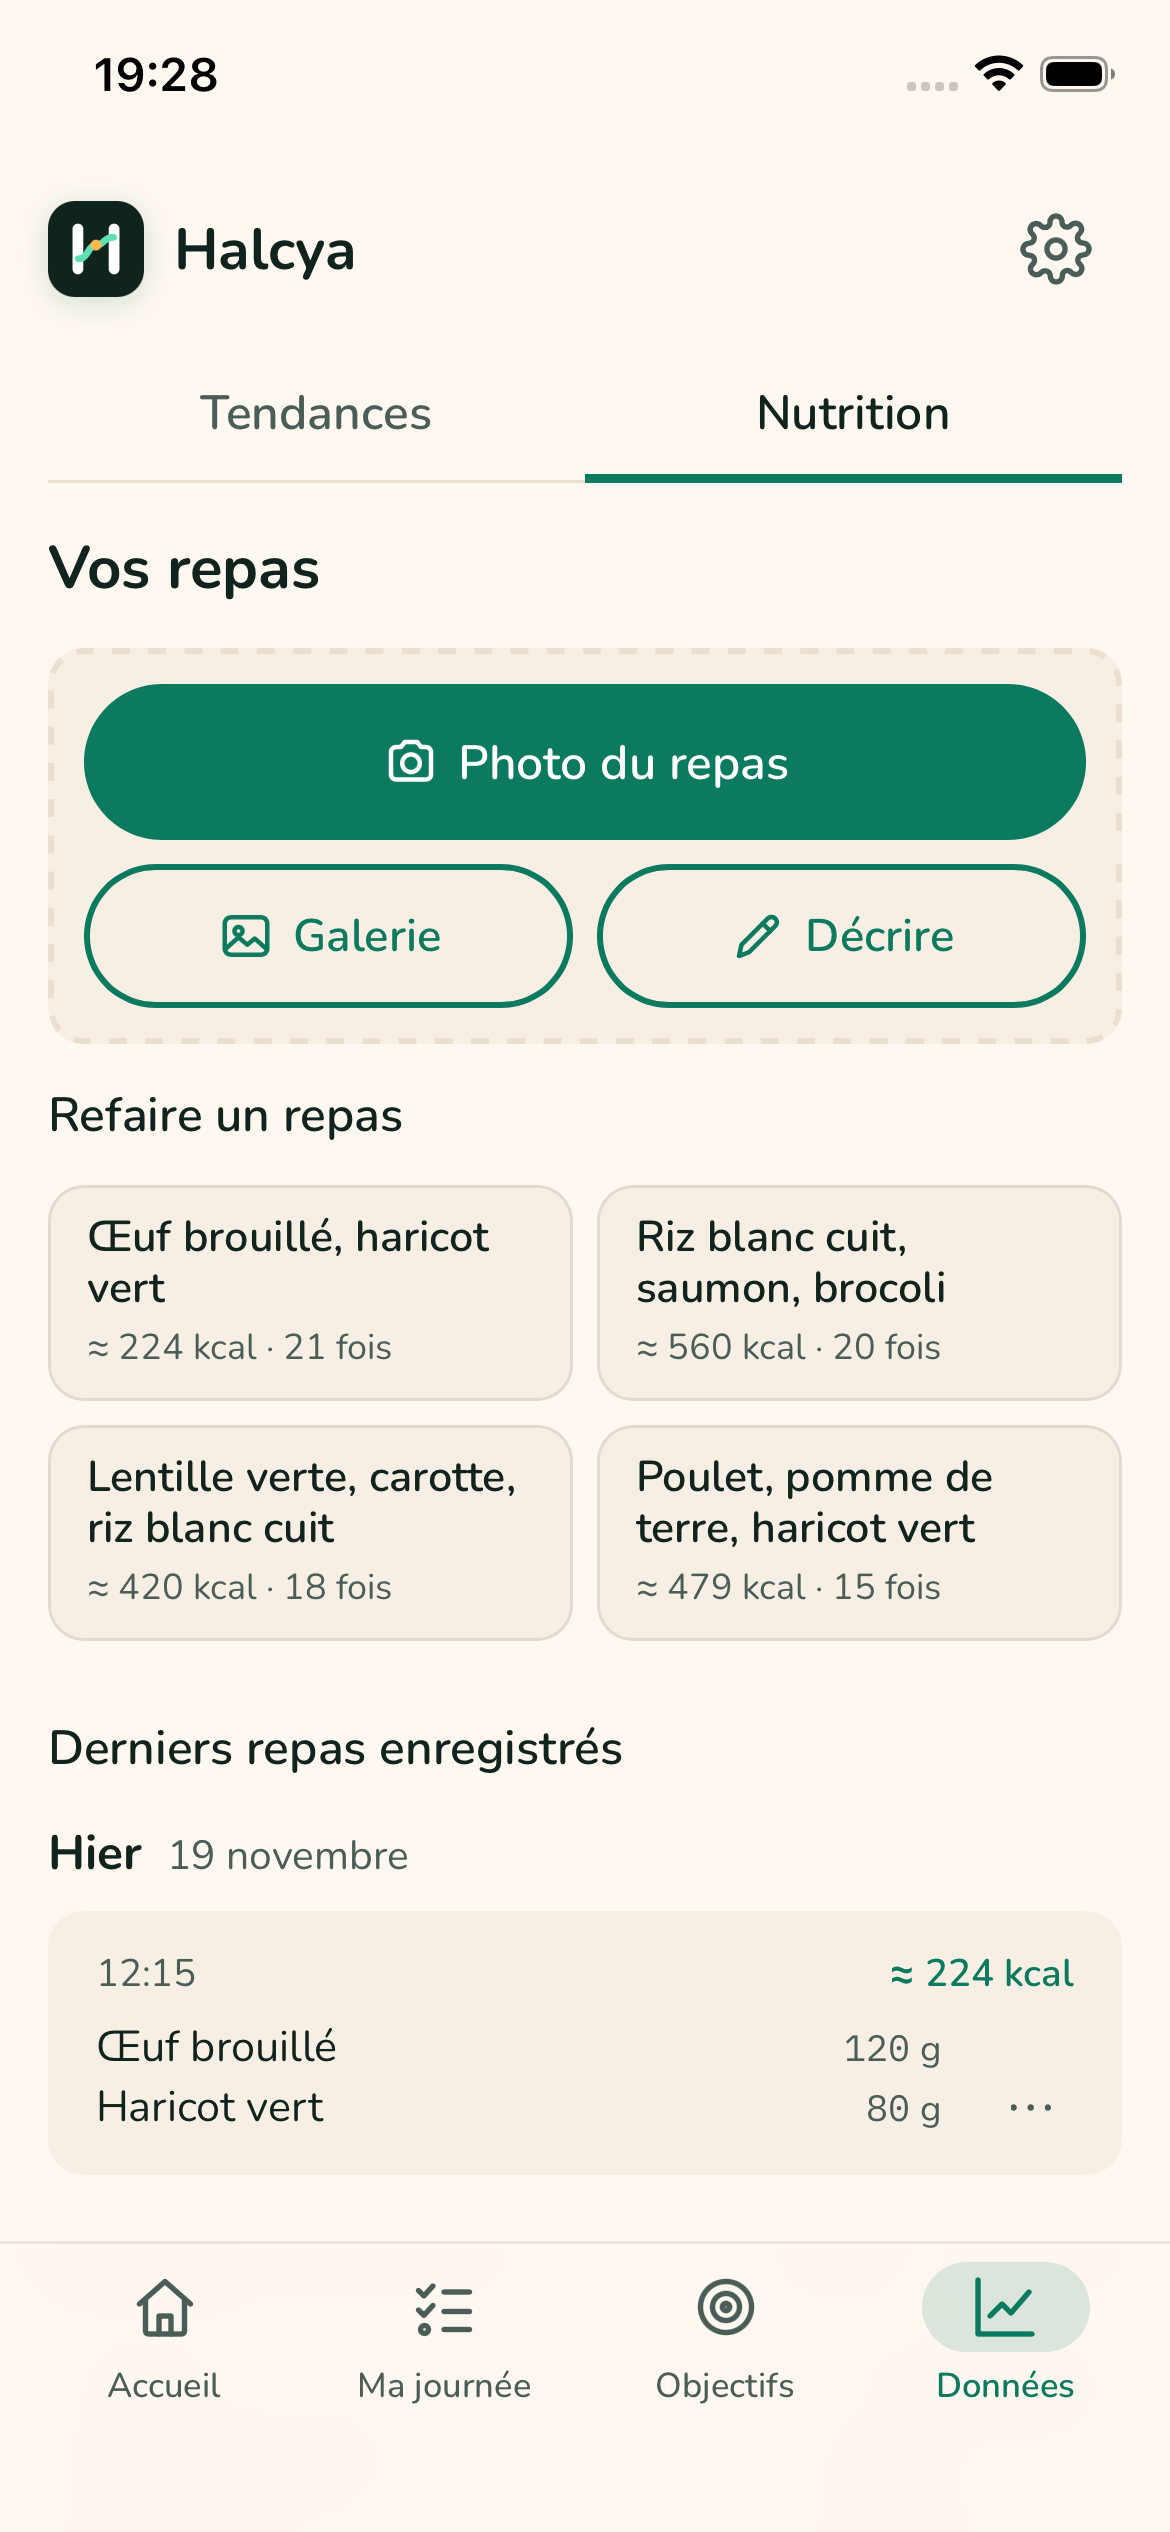 19:28
Halcya
Tendances
Nutrition
Vos repas
Photo du repas
Galerie
Décrire
Refaire un repas
Œuf brouillé, haricot
vert
≈ 224 kcal · 21 fois
Riz blanc cuit,
saumon, brocoli
≈ 560 kcal · 20 fois
Lentille verte, carotte,
riz blanc cuit
≈ 420 kcal · 18 fois
Poulet, pomme de
terre, haricot vert
≈ 479 kcal · 15 fois
Derniers repas enregistrés
Hier 19 novembre
12:15 ≈ 224 kcal
Œuf brouillé 120 g
Haricot vert 80 g
Accueil
Ma journée
Objectifs
Données